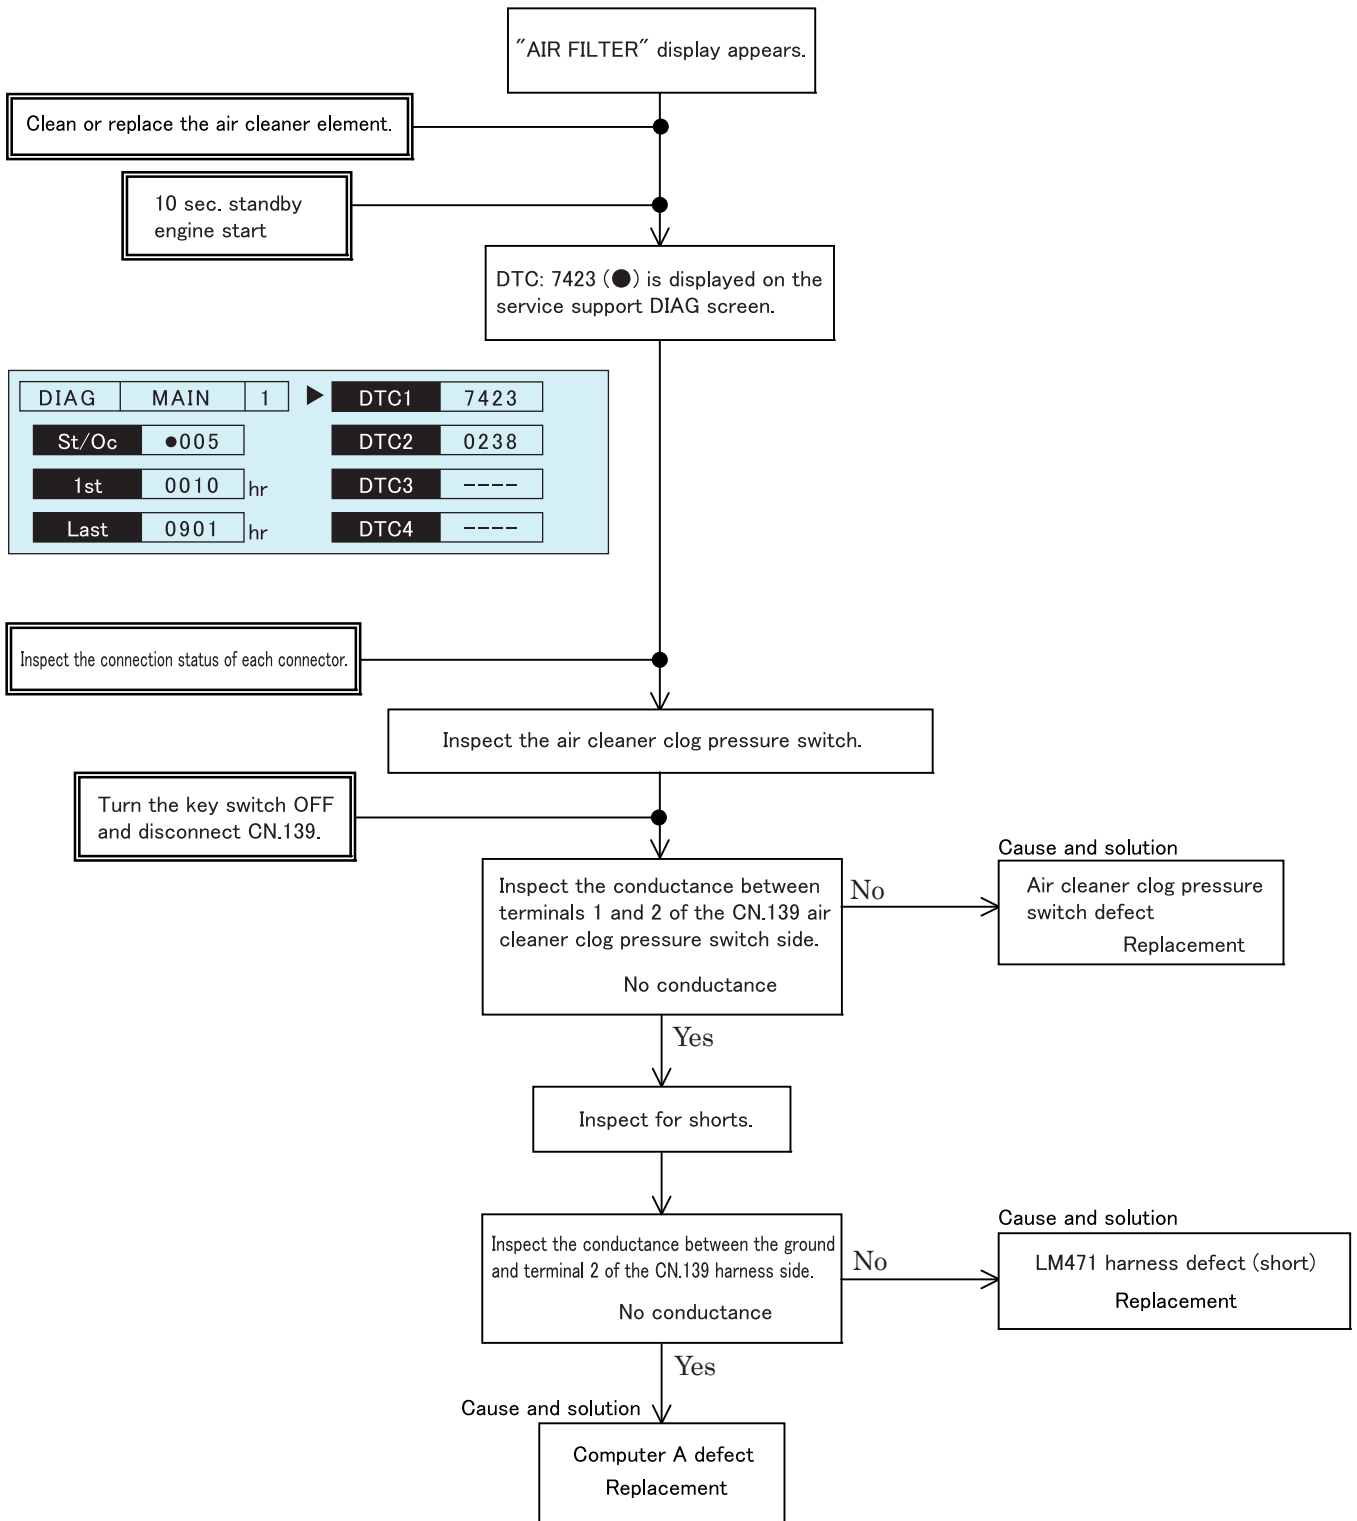 "AIR FILTER" display appears.
Clean or replace the air cleaner element.
10 sec. standby
engine start
DTC: 7423 (●) is displayed on the
service support DIAG screen.
DIAG MAIN 1 ▶ DTC1 7423
St/Oc ●005 DTC2 0238
1st 0010 hr DTC3 ----
Last 0901 hr DTC4 ----
Inspect the connection status of each connector.
Inspect the air cleaner clog pressure switch.
Turn the key switch OFF
and disconnect CN.139.
Inspect the conductance between
terminals 1 and 2 of the CN.139 air
cleaner clog pressure switch side.
No conductance
No
Cause and solution
Air cleaner clog pressure
switch defect
Replacement
Yes
Inspect for shorts.
Inspect the conductance between the ground
and terminal 2 of the CN.139 harness side.
No conductance
No
Cause and solution
LM471 harness defect (short)
Replacement
Yes
Cause and solution
Computer A defect
Replacement